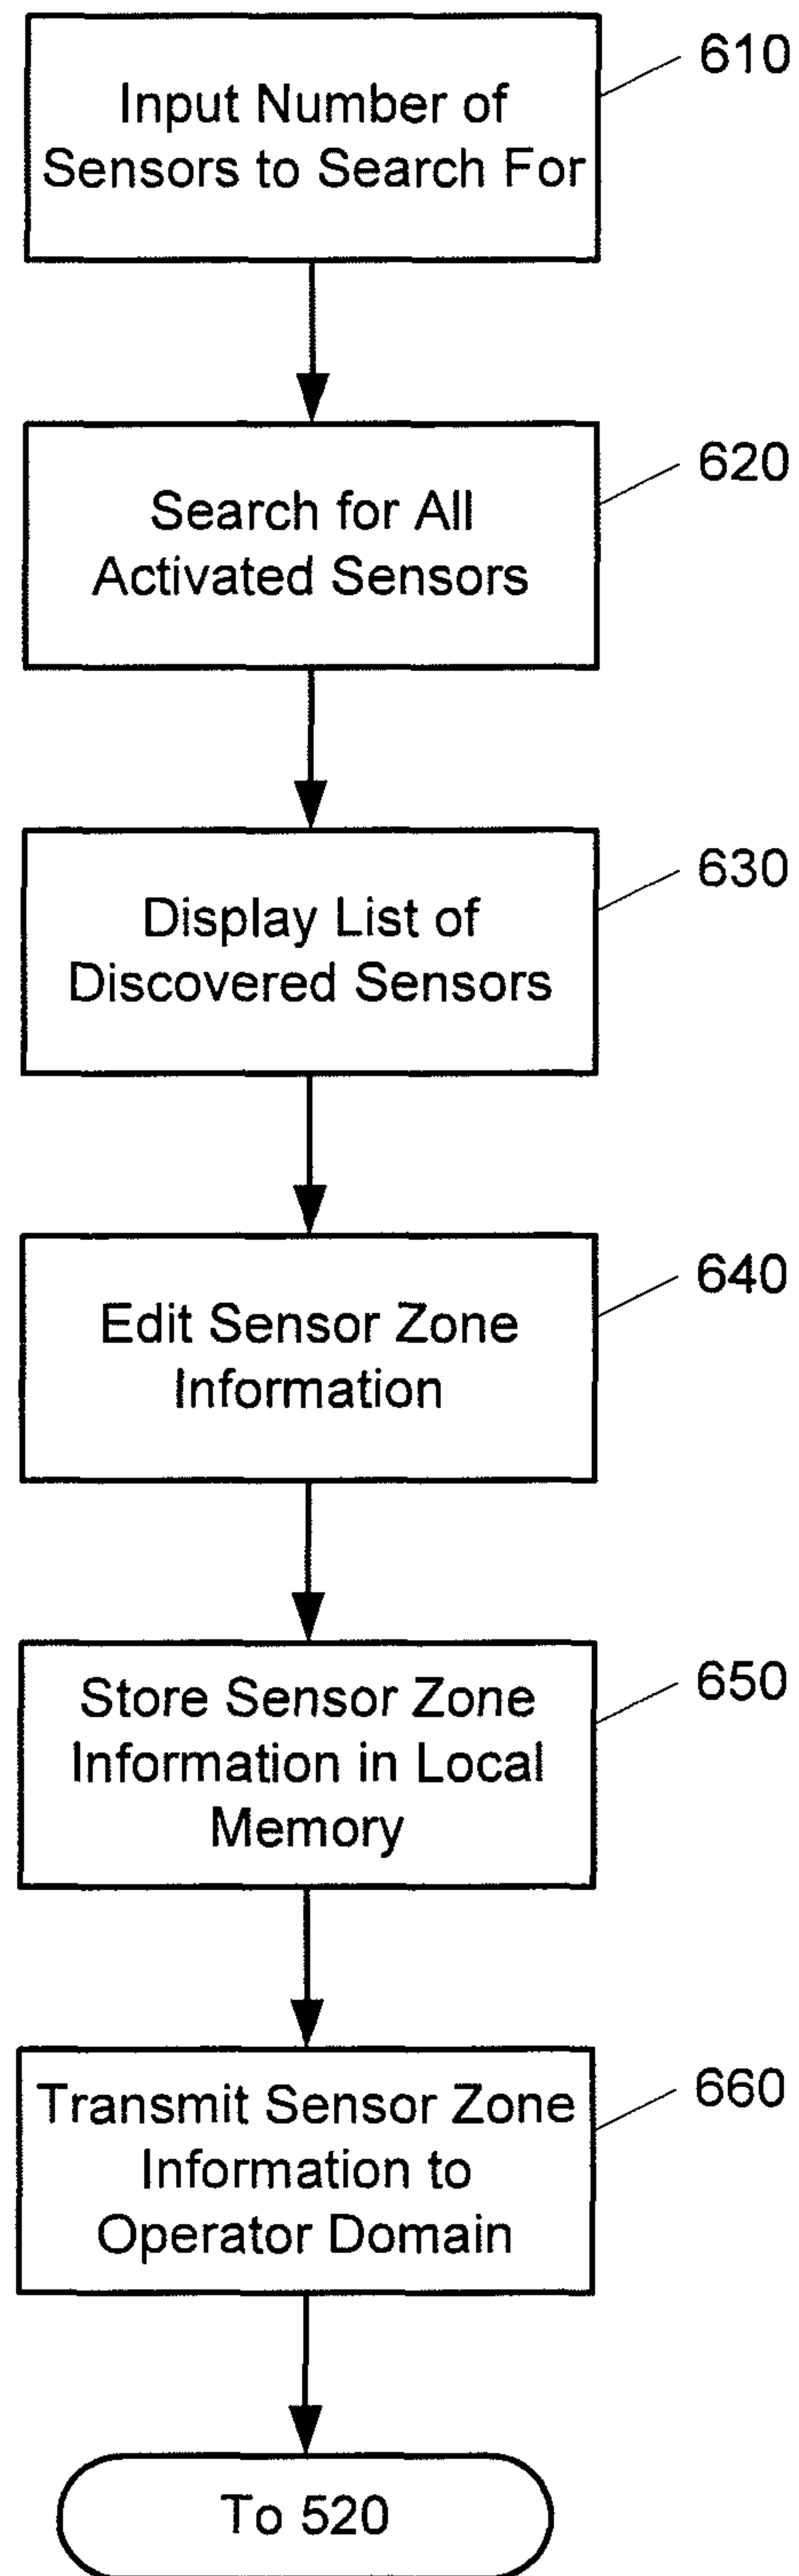 Input Number of
Sensors to Search For
610
Search for All
Activated Sensors
620
Display List of
Discovered Sensors
630
Edit Sensor Zone
Information
640
Store Sensor Zone
Information in Local
Memory
650
Transmit Sensor Zone
Information to
Operator Domain
660
To 520